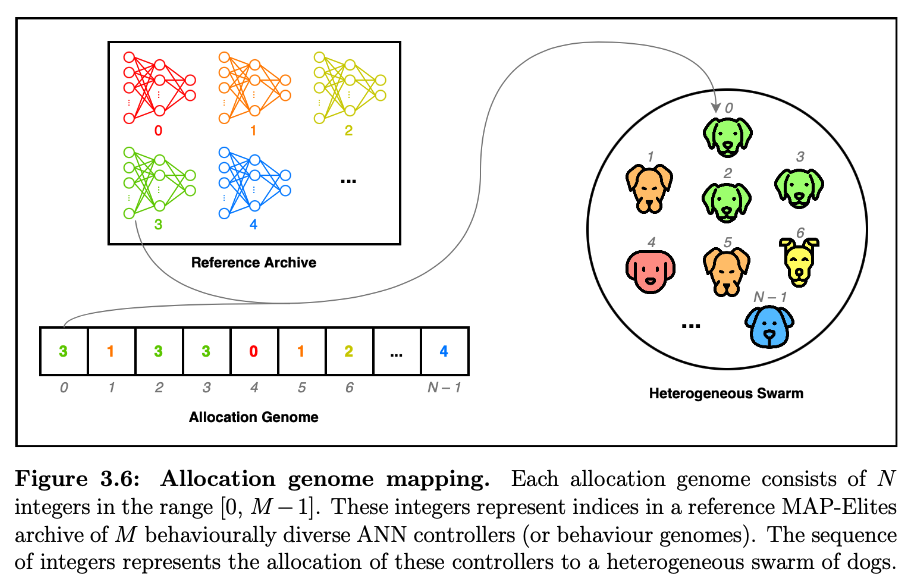 0 1 2
3 4 ...
Reference Archive
3 1 3 3 0 1 2 ... 4
0 1 2 3 4 5 6 N – 1
Allocation Genome
0
1 2 3
4 5 6
... N – 1
Heterogeneous Swarm
Figure 3.6: Allocation genome mapping. Each allocation genome consists of N
integers in the range [0, M − 1]. These integers represent indices in a reference MAP-Elites
archive of M behaviourally diverse ANN controllers (or behaviour genomes). The sequence
of integers represents the allocation of these controllers to a heterogeneous swarm of dogs.